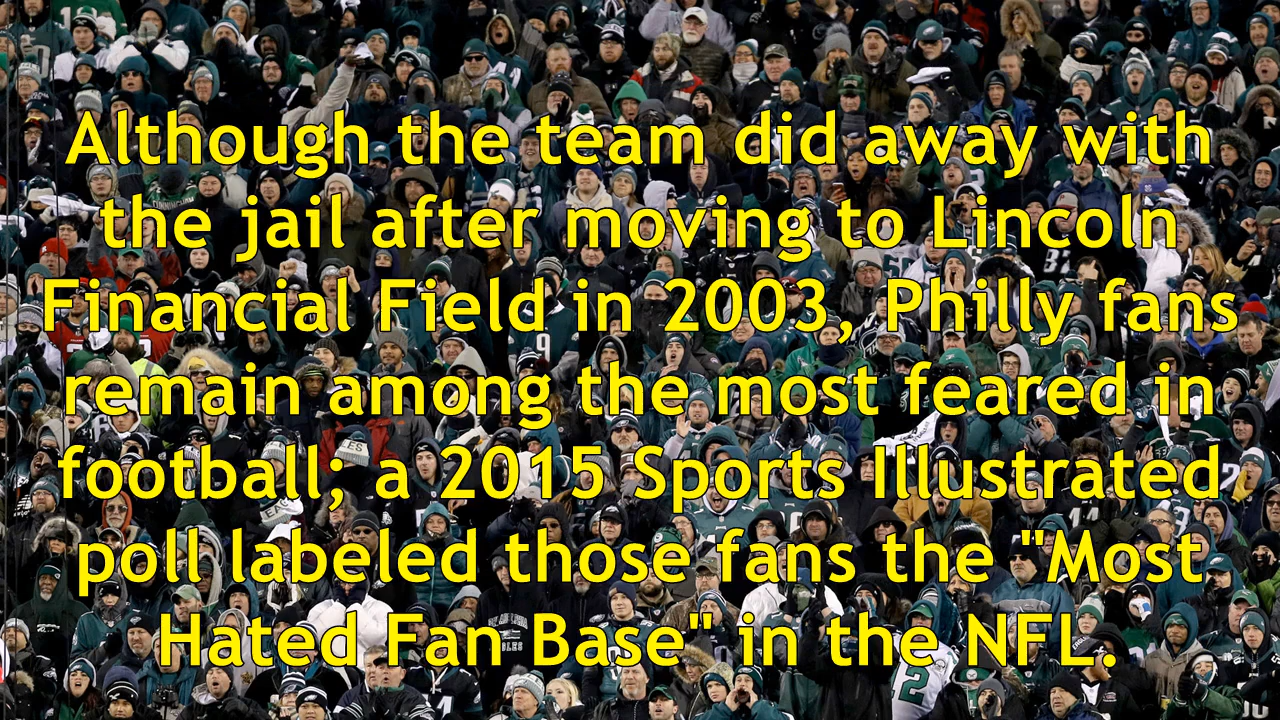 Although the team did away with
the jail after moving to Lincoln
Financial Field in 2003, Philly fans
remain among the most feared in
football; a 2015 Sports Illustrated
poll labeled those fans the "Most
Hated Fan Base" in the NFL.